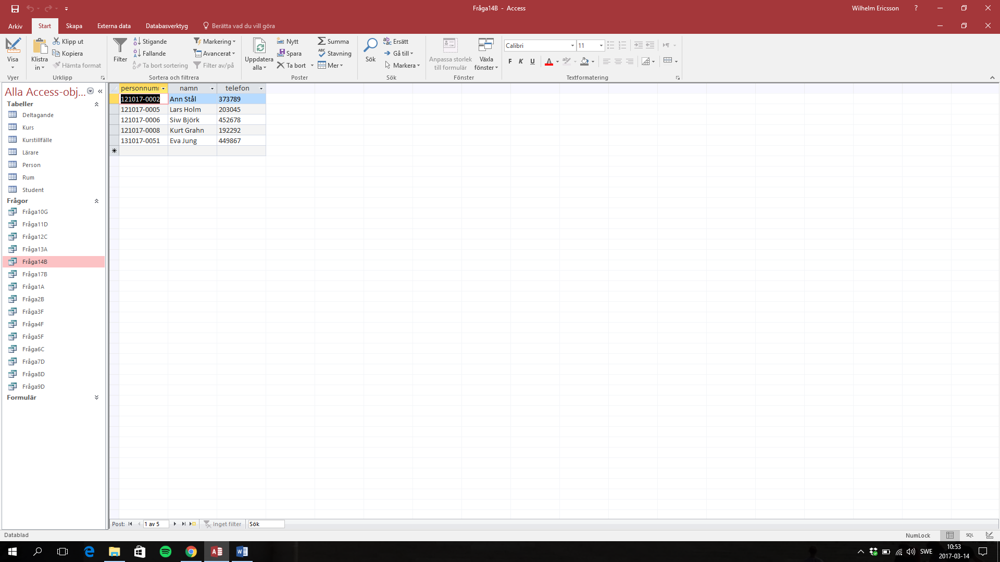 Fråga14B - Access
Wilhelm Ericsson ?
Arkiv Start Skapa Externa data Databasverktyg Berätta vad du vill göra
Visa
Vyer
Klistra in
Klipp ut
Kopiera
Hämta format
Urklipp
Filter
Stigande
Fallande
Ta bort sortering
Markering
Avancerat
Filter av/på
Sortera och filtrera
Uppdatera alla
Nytt
Spara
Ta bort
Summa
Stavning
Mer
Poster
Sök
Ersätt
Gå till
Markera
Sök
Anpassa storlek till formulär
Växla fönster
Fönster
Calibri 11
F K U
Textformatering
Alla Access-obj...
Tabeller
Deltagande
Kurs
Kurstillfälle
Lärare
Person
Rum
Student
Frågor
Fråga10G
Fråga11D
Fråga12C
Fråga13A
Fråga14B
Fråga17B
Fråga1A
Fråga2B
Fråga3F
Fråga4F
Fråga5F
Fråga6C
Fråga7D
Fråga8D
Fråga9D
Formulär
personnum namn telefon
121017-0002 Ann Stål 373789
121017-0005 Lars Holm 203045
121017-0006 Siw Björk 452678
121017-0008 Kurt Grahn 192292
131017-0051 Eva Jung 449867
Post: 1 av 5 Inget filter Sök
Datablad
NumLock SQL
SWE
10:53
2017-03-14